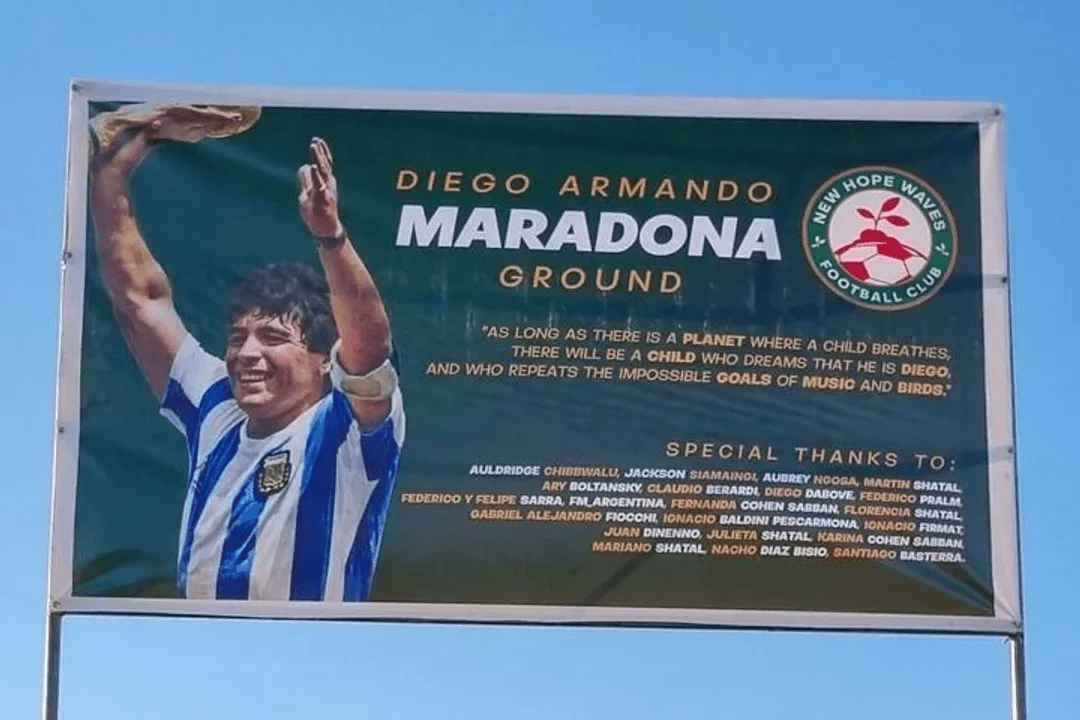 DIEGO ARMANDO
MARADONA
GROUND
NEW HOPE WAVES
FOOTBALL CLUB
"AS LONG AS THERE IS A PLANET WHERE A CHILD BREATHES,
THERE WILL BE A CHILD WHO DREAMS THAT HE IS DIEGO,
AND WHO REPEATS THE IMPOSSIBLE GOALS OF MUSIC AND BIRDS."
SPECIAL THANKS TO:
AULDRIDGE CHIBBWALU, JACKSON SIAMAINGI, AUBREY NGOSA, MARTIN SHATAL,
ARY BOLTANSKY, CLAUDIO BERARDI, DIEGO DABOVE, FEDERICO PRALM,
FEDERICO Y FELIPE SARRA, FM_ARGENTINA, FERNANDA COHEN SABBAN, FLORENCIA SHATAL,
GABRIEL ALEJANDRO FIOCCHI, IGNACIO BALDINI PESCARMONA, IGNACIO FIRMAT,
JUAN DINENNO, JULIETA SHATAL, KARINA COHEN SABBAN,
MARIANO SHATAL, NACHO DIAZ BISIO, SANTIAGO BASTERRA.